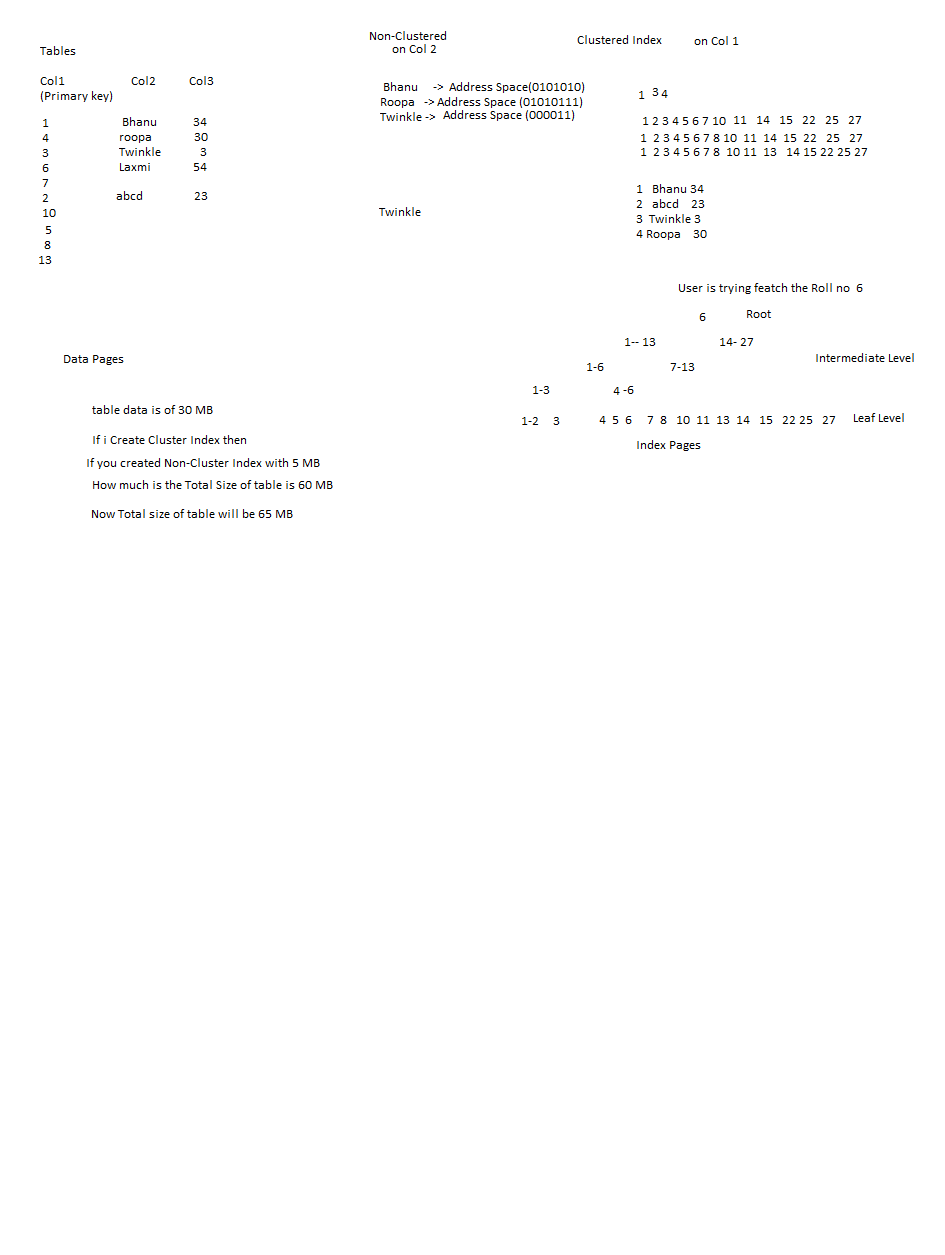 Tables
Col1 Col2 Col3
(Primary key)
1 Bhanu 34
4 roopa 30
3 Twinkle 3
6 Laxmi 54
7
2 abcd 23
10
5
8
13
Non-Clustered
on Col 2
Bhanu -> Address Space(0101010)
Roopa -> Address Space (01010111)
Twinkle -> Address Space (000011)
Twinkle
Clustered Index on Col 1
1 3 4
1 2 3 4 5 6 7 10 11 14 15 22 25 27
1 2 3 4 5 6 7 8 10 11 14 15 22 25 27
1 2 3 4 5 6 7 8 10 11 13 14 15 22 25 27
1 Bhanu 34
2 abcd 23
3 Twinkle 3
4 Roopa 30
User is trying featch the Roll no 6
6 Root
1-- 13 14- 27
Intermediate Level
1-6 7-13
1-3 4 -6
1-2 3 4 5 6 7 8 10 11 13 14 15 22 25 27 Leaf Level
Index Pages
Data Pages
table data is of 30 MB
If i Create Cluster Index then
If you created Non-Cluster Index with 5 MB
How much is the Total Size of table is 60 MB
Now Total size of table will be 65 MB